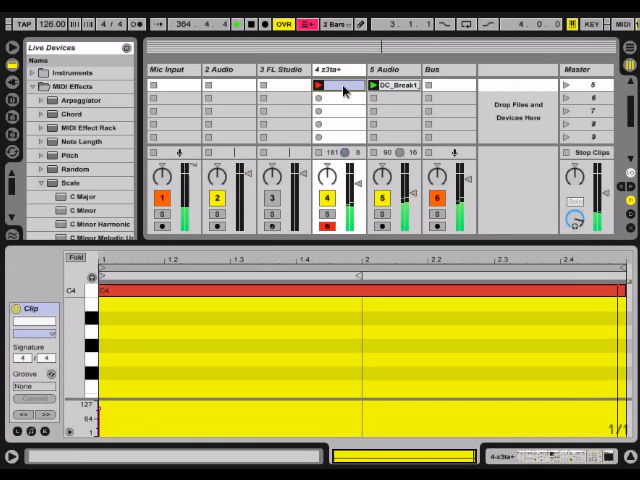 TAP 126.00 4 / 4 364 . 4 . 4 OVR 2 Bars 3 . 1 . 1 4 . 0 . 0 KEY MIDI
Live Devices
Name
Instruments
MIDI Effects
Arpeggiator
Chord
MIDI Effect Rack
Note Length
Pitch
Random
Scale
C Major
C Minor
C Minor Harmonic
C Minor Melodic Up
Mic Input 2 Audio 3 FL Studio 4 z3ta+ 5 Audio Bus Master
DC_Break1 5
6
7
8
9
Drop Files and
Devices Here
181 8 90 16 Stop Clips
1 2 3 4 5 6 Solo
S S S S S S
Fold
1 1.2 1.3 1.4 2 2.2 2.3 2.4
C4 C4
Clip
Signature
4 / 4
Groove
None
Commit
<< >>
127
64
1
1/1
4-z3ta+